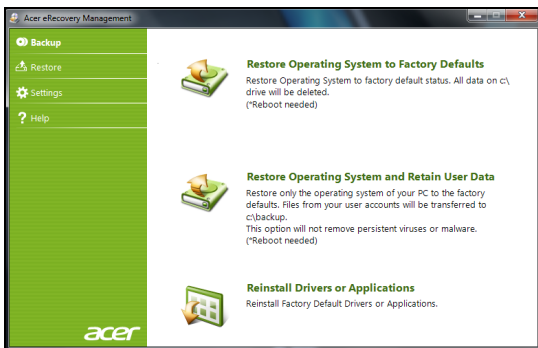 Acer eRecovery Management
Backup
Restore
Settings
? Help
Restore Operating System to Factory Defaults
Restore Operating System to factory default status. All data on c:\
drive will be deleted.
(*Reboot needed)
Restore Operating System and Retain User Data
Restore only the operating system of your PC to the factory
defaults. Files from your user accounts will be transferred to
c:\backup.
This option will not remove persistent viruses or malware.
(*Reboot needed)
Reinstall Drivers or Applications
Reinstall Factory Default Drivers or Applications.
acer